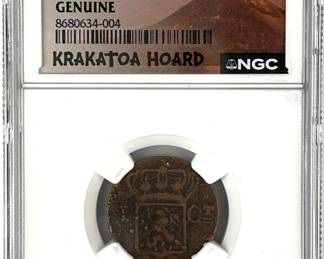 GENUINE
8680634-004
KRAKATOA HOARD NGC